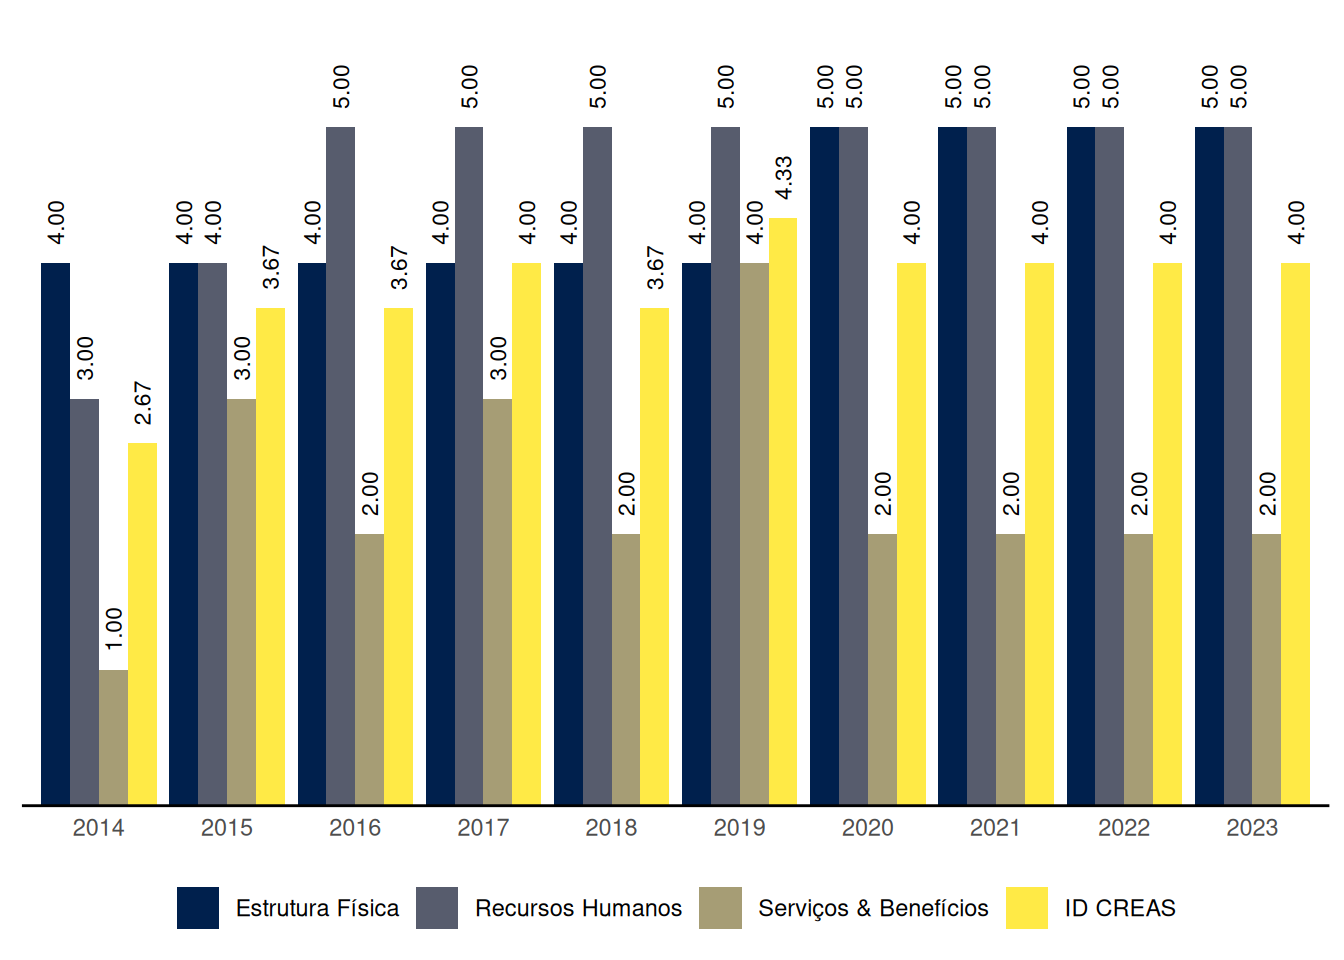 5.00 5.00 5.00 5.00 5.00 5.00 5.00 5.00 5.00 5.00 5.00 5.00
4.33
4.00 4.00 4.00 4.00 4.00 4.00 4.00 4.00 4.00 4.00 4.00 4.00 4.00
3.67 3.67 3.67
3.00 3.00 3.00
2.67
2.00 2.00 2.00 2.00 2.00 2.00
1.00
2014 2015 2016 2017 2018 2019 2020 2021 2022 2023
Estrutura Física Recursos Humanos Serviços & Benefícios ID CREAS